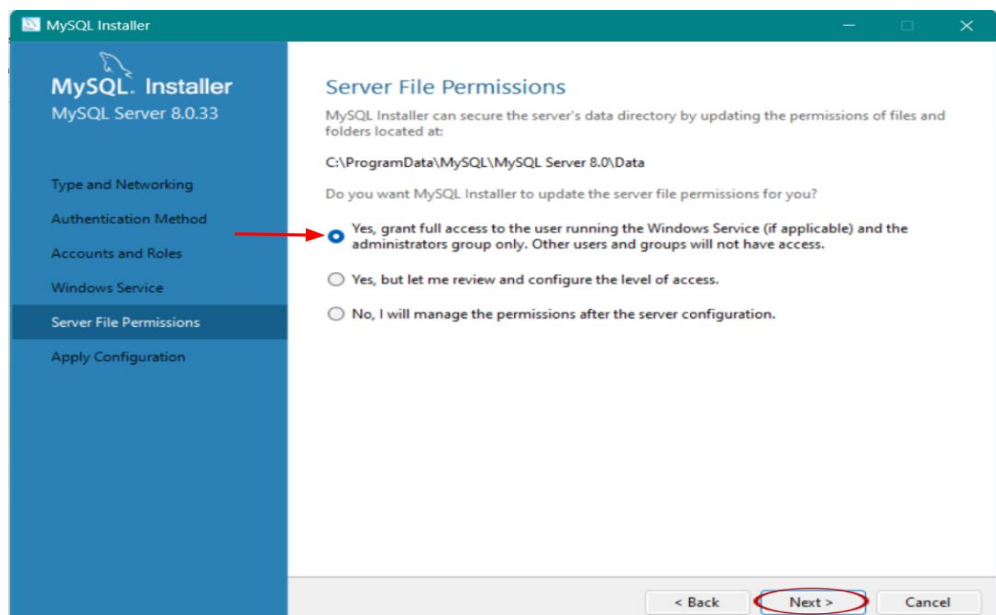 MySQL Installer
MySQL. Installer
MySQL Server 8.0.33
Type and Networking
Authentication Method
Accounts and Roles
Windows Service
Server File Permissions
Apply Configuration
Server File Permissions
MySQL Installer can secure the server's data directory by updating the permissions of files and
folders located at:
C:\ProgramData\MySQL\MySQL Server 8.0\Data
Do you want MySQL Installer to update the server file permissions for you?
Yes, grant full access to the user running the Windows Service (if applicable) and the
administrators group only. Other users and groups will not have access.
Yes, but let me review and configure the level of access.
No, I will manage the permissions after the server configuration.
< Back
Next >
Cancel